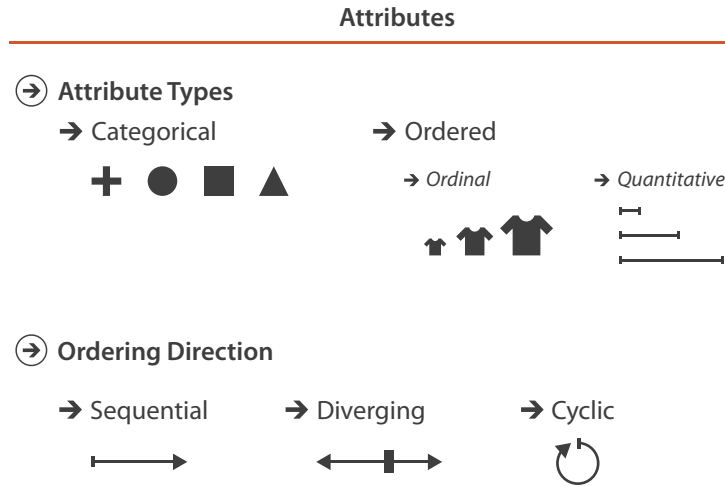 Attributes
Attribute Types
Categorical
Ordered
Ordinal
Quantitative
Ordering Direction
Sequential
Diverging
Cyclic